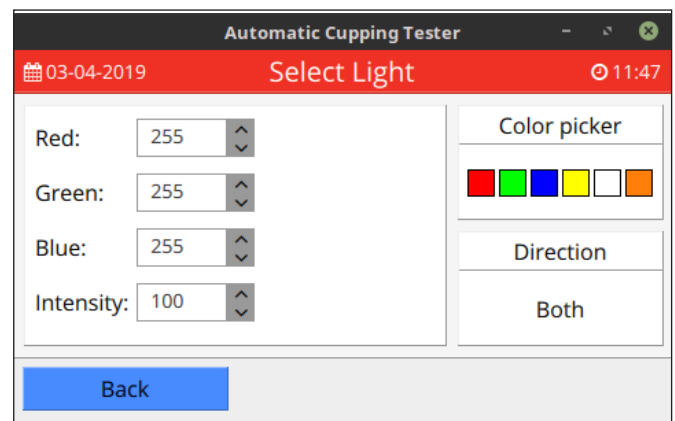 Automatic Cupping Tester
03-04-2019 Select Light 11:47
Red: 255
Green: 255
Blue: 255
Intensity: 100
Color picker
Direction
Both
Back